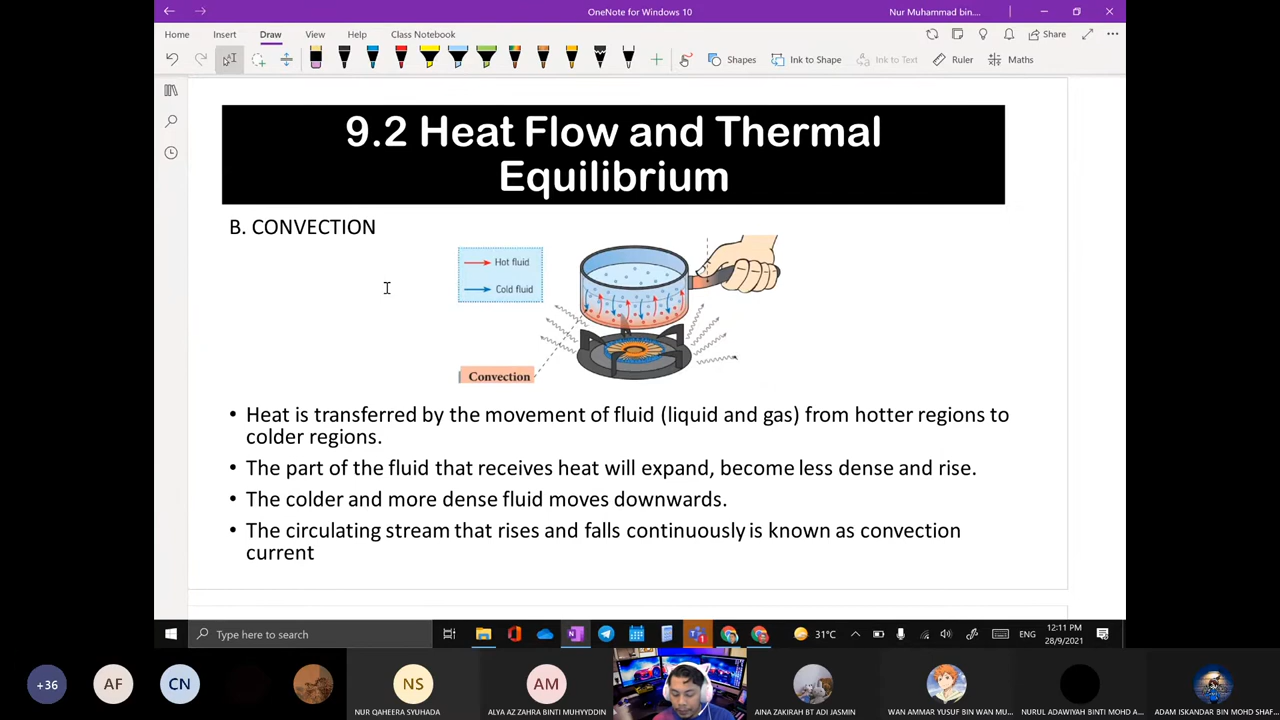 OneNote for Windows 10
Nur Muhammad bin....
Home
Insert
Draw
View
Help
Class Notebook
Share
Shapes
Ink to Shape
Ink to Text
Ruler
Maths
9.2 Heat Flow and Thermal
Equilibrium
B. CONVECTION
Hot fluid
Cold fluid
Convection
• Heat is transferred by the movement of fluid (liquid and gas) from hotter regions to
colder regions.
• The part of the fluid that receives heat will expand, become less dense and rise.
• The colder and more dense fluid moves downwards.
• The circulating stream that rises and falls continuously is known as convection
current
Type here to search
31°C
ENG
12:11 PM
28/9/2021
+36
AF
CN
NS
NUR QAHEERA SYUHADA
AM
ALYA AZ ZAHRA BINTI MUHYYDDIN
AINA ZAKIRAH BT ADI JASMIN
WAN AMMAR YUSUF BIN WAN MU...
NURUL ADAWIYAH BINTI MOHD A...
ADAM ISKANDAR BIN MOHD SHAF...